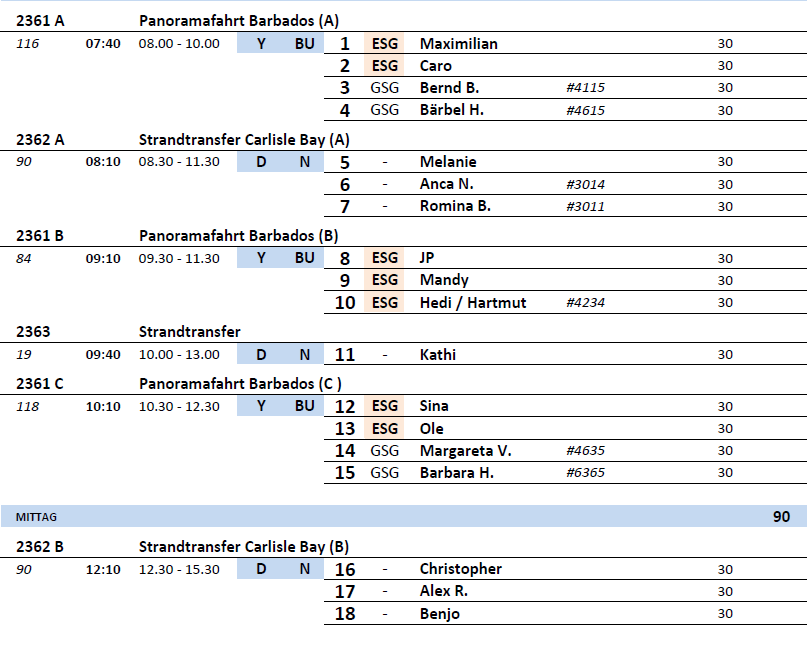 2361 A Panoramafahrt Barbados (A)
116 07:40 08.00 - 10.00 Y BU 1 ESG Maximilian 30
2 ESG Caro 30
3 GSG Bernd B. #4115 30
4 GSG Bärbel H. #4615 30
2362 A Strandtransfer Carlisle Bay (A)
90 08:10 08.30 - 11.30 D N 5 - Melanie 30
6 - Anca N. #3014 30
7 - Romina B. #3011 30
2361 B Panoramafahrt Barbados (B)
84 09:10 09.30 - 11.30 Y BU 8 ESG JP 30
9 ESG Mandy 30
10 ESG Hedi / Hartmut #4234 30
2363 Strandtransfer
19 09:40 10.00 - 13.00 D N 11 - Kathi 30
2361 C Panoramafahrt Barbados (C )
118 10:10 10.30 - 12.30 Y BU 12 ESG Sina 30
13 ESG Ole 30
14 GSG Margareta V. #4635 30
15 GSG Barbara H. #6365 30
MITTAG 90
2362 B Strandtransfer Carlisle Bay (B)
90 12:10 12.30 - 15.30 D N 16 - Christopher 30
17 - Alex R. 30
18 - Benjo 30